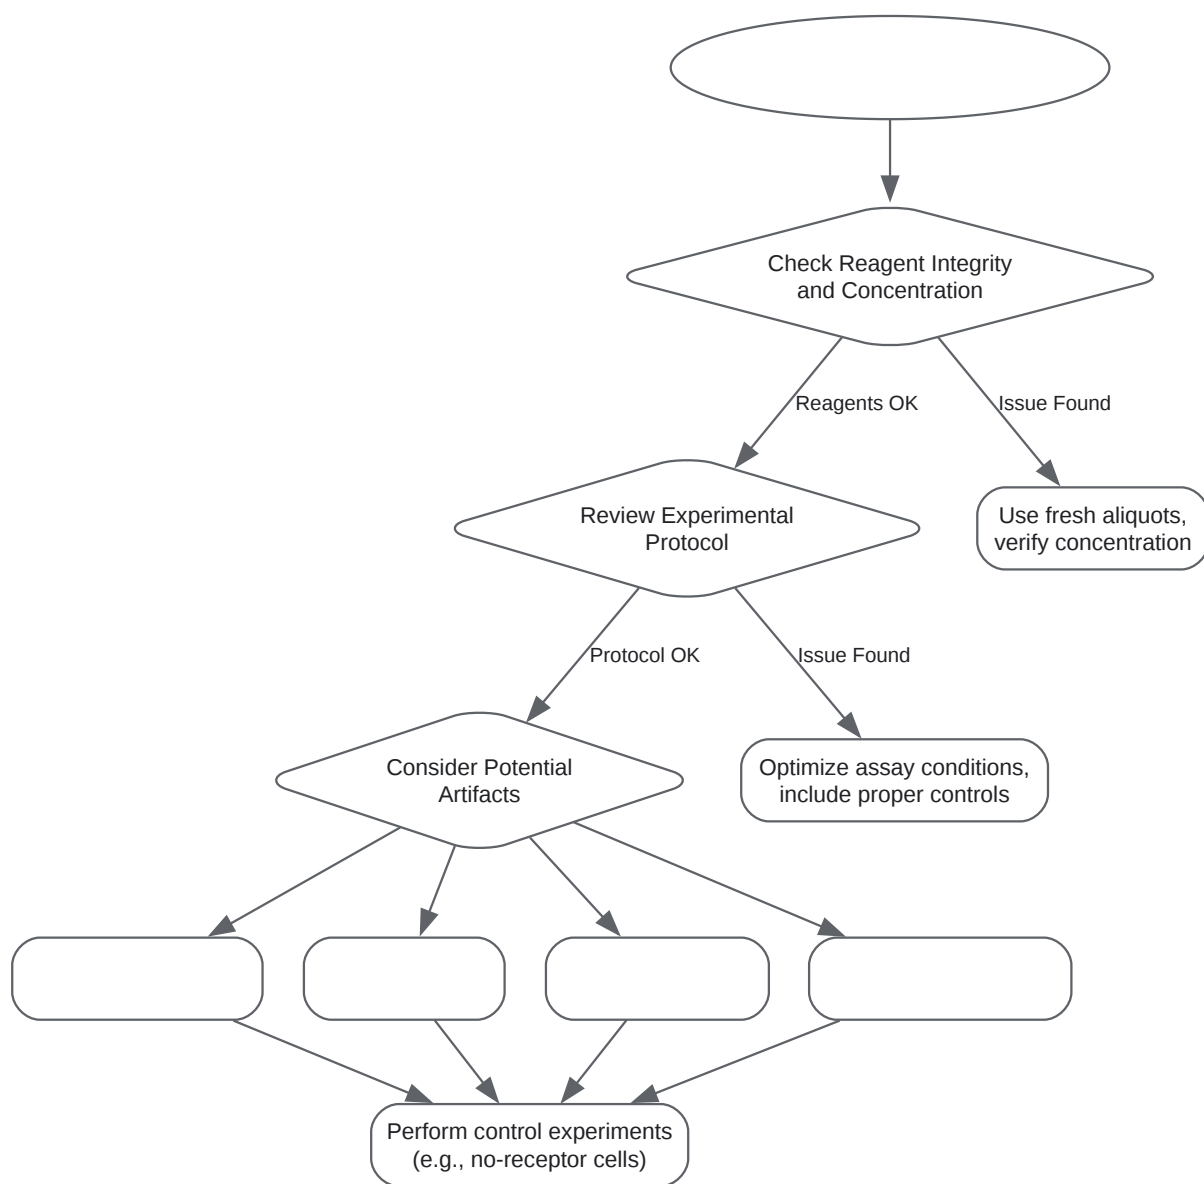 Check Reagent Integrity
and Concentration
Reagents OK
Issue Found
Review Experimental
Protocol
Use fresh aliquots,
verify concentration
Protocol OK
Issue Found
Consider Potential
Artifacts
Optimize assay conditions,
include proper controls
Perform control experiments
(e.g., no-receptor cells)